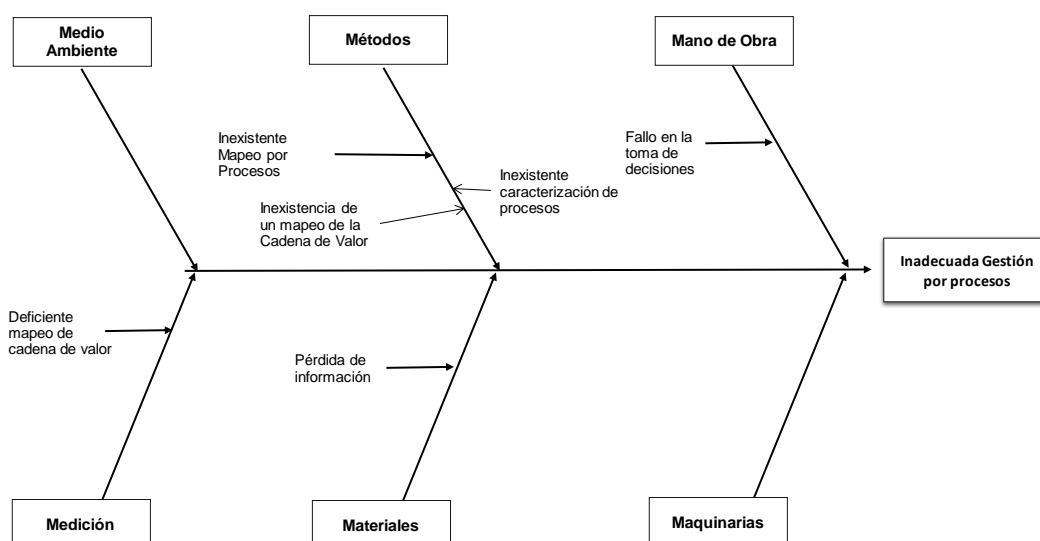 Medio
Ambiente
Métodos
Mano de Obra
Inexistente
Mapeo por
Procesos
Inexistente
caracterización de
procesos
Inexistencia de
un mapeo de la
Cadena de Valor
Fallo en la
toma de
decisiones
Inadecuada Gestión
por procesos
Deficiente
mapeo de
cadena de valor
Pérdida de
información
Medición
Materiales
Maquinarias